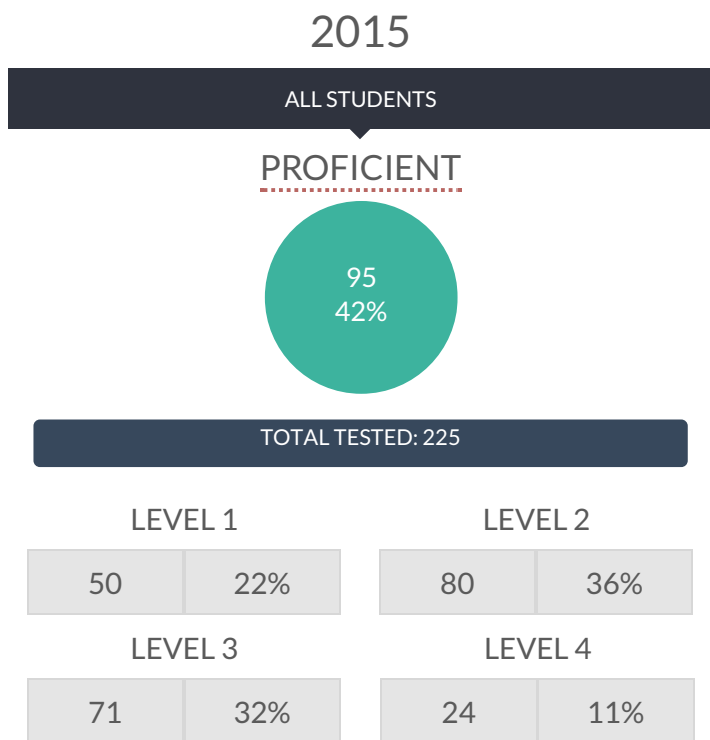 2015
ALL STUDENTS
PROFICIENT
95
42%
TOTAL TESTED: 225
LEVEL 1 LEVEL 2
50 22% 80 36%
LEVEL 3 LEVEL 4
71 32% 24 11%